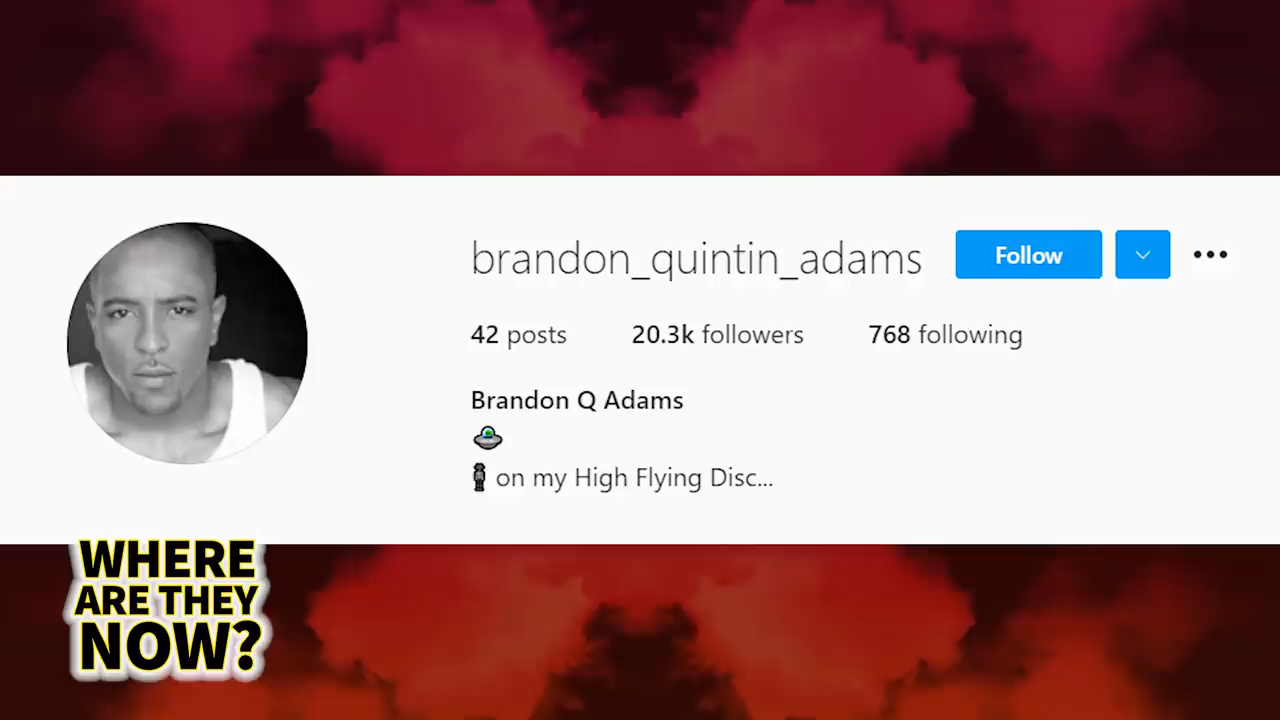 brandon_quintin_adams
Follow
42 posts 20.3k followers 768 following
Brandon Q Adams
on my High Flying Disc...
WHERE
ARE THEY
NOW?